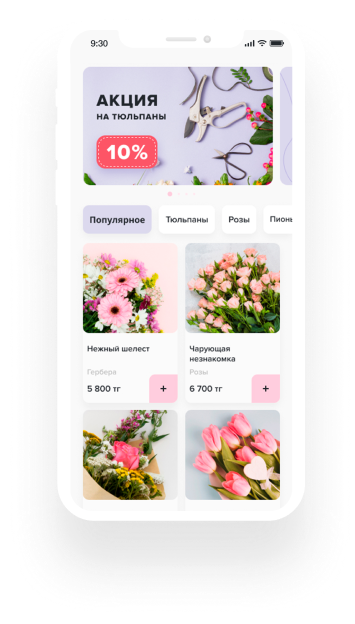 9:30
АКЦИЯ
НА ТЮЛЬПАНЫ
10%
Популярное
Тюльпаны
Розы
Нежный шелест
Гербера
5 800 тг
+
Чарующая
незнакомка
Розы
6 700 тг
+